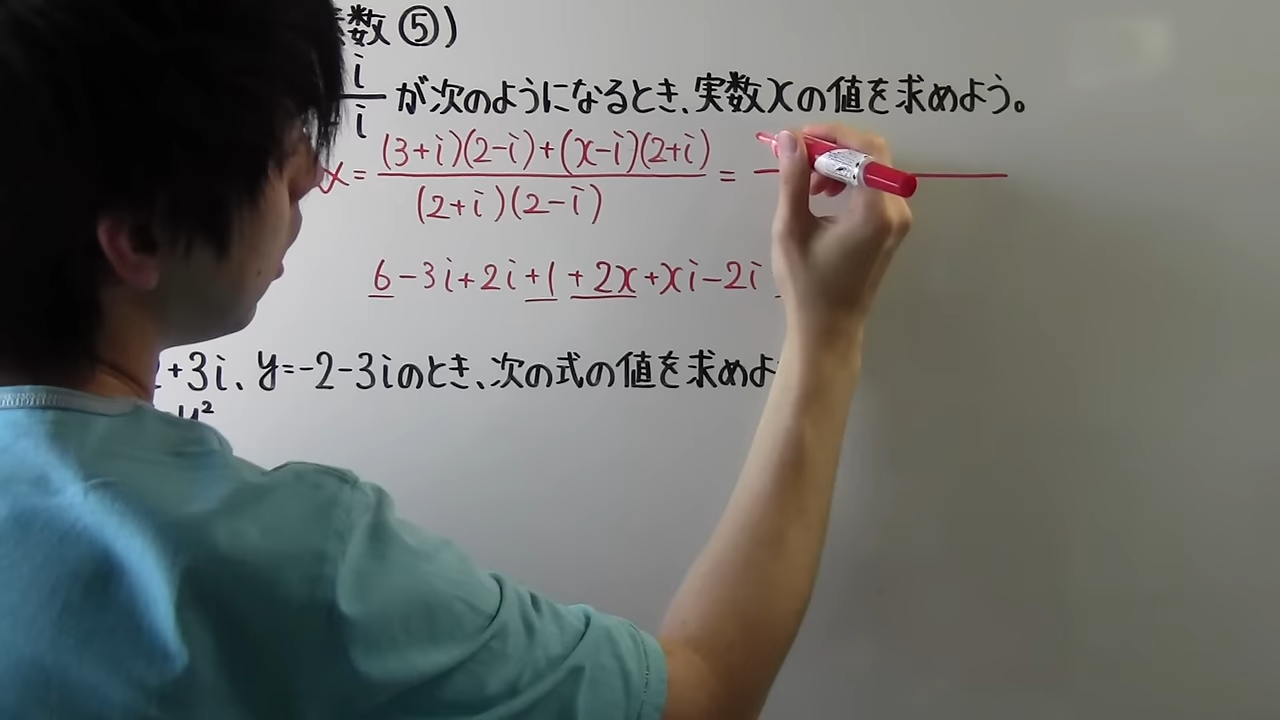 数⑤)
i/i が次のようになるとき、実数xの値を求めよう。
α = (3+i)(2-i)+(x-i)(2+i) / (2+i)(2-i) =
6-3i+2i+1+2x+xi-2i
+3i、y=-2-3iのとき、次の式の値を求めよ
y²